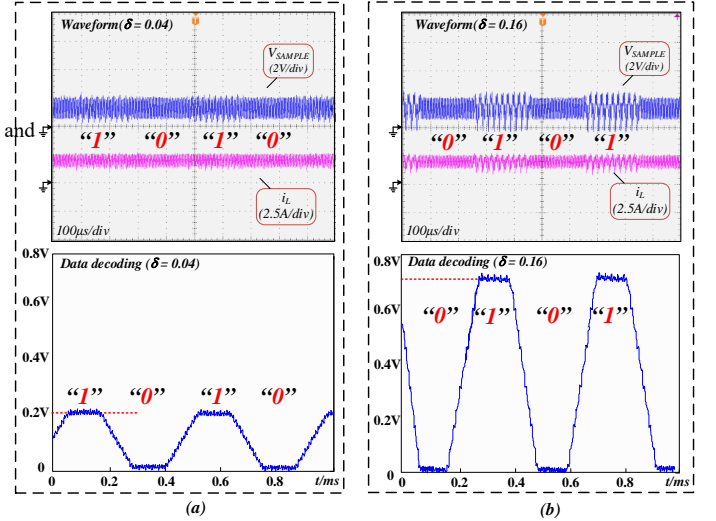 Waveform(δ = 0.04)
V_SAMPLE
(2V/div)
and
“1” “0” “1” “0”
i_L
(2.5A/div)
100μs/div
Data decoding (δ = 0.04)
0.8V
0.6V
0.4V
0.2V
0
“1” “0” “1” “0”
0 0.2 0.4 0.6 0.8 t/ms
(a)
Waveform(δ = 0.16)
V_SAMPLE
(2V/div)
“0” “1” “0” “1”
i_L
(2.5A/div)
100μs/div
Data decoding (δ = 0.16)
0.8V
0.6V
0.4V
0.2V
0
“0” “1” “0” “1”
0 0.2 0.4 0.6 0.8 t/ms
(b)